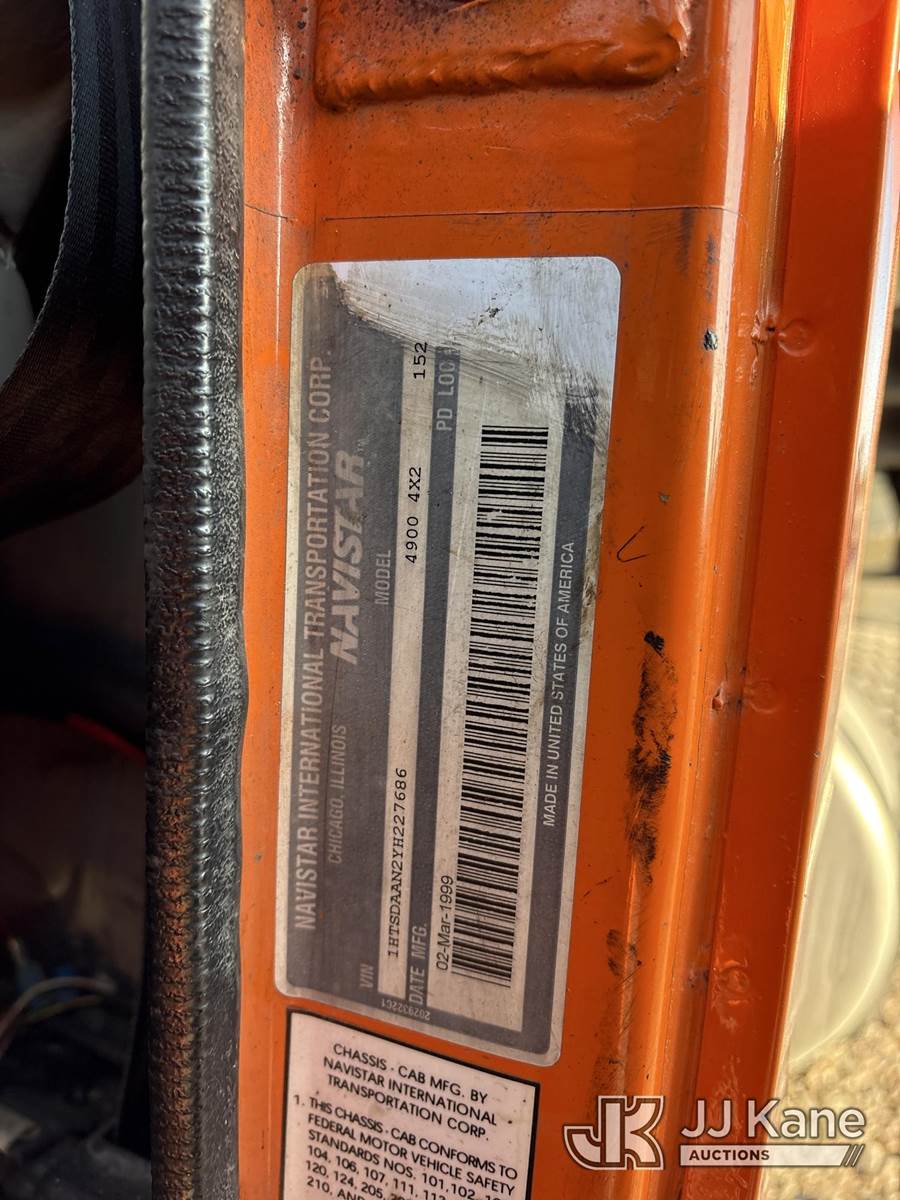 NAVISTAR INTERNATIONAL TRANSPORTATION CORP.
CHICAGO, ILLINOIS NAVISTAR™
VIN MODEL
1HTSDAAN2YH227686 4900 4X2 152
DATE MFG. PD LOC.
02-Mar-1999
MADE IN UNITED STATES OF AMERICA
2029322C1
CHASSIS - CAB MFG. BY
NAVISTAR INTERNATIONAL
TRANSPORTATION CORP.
1. THIS CHASSIS - CAB CONFORMS TO
FEDERAL MOTOR VEHICLE SAFETY
STANDARDS NOS. 101, 102,
104, 106, 107, 111,
120, 124, 205,
210,
JK JJ Kane
AUCTIONS